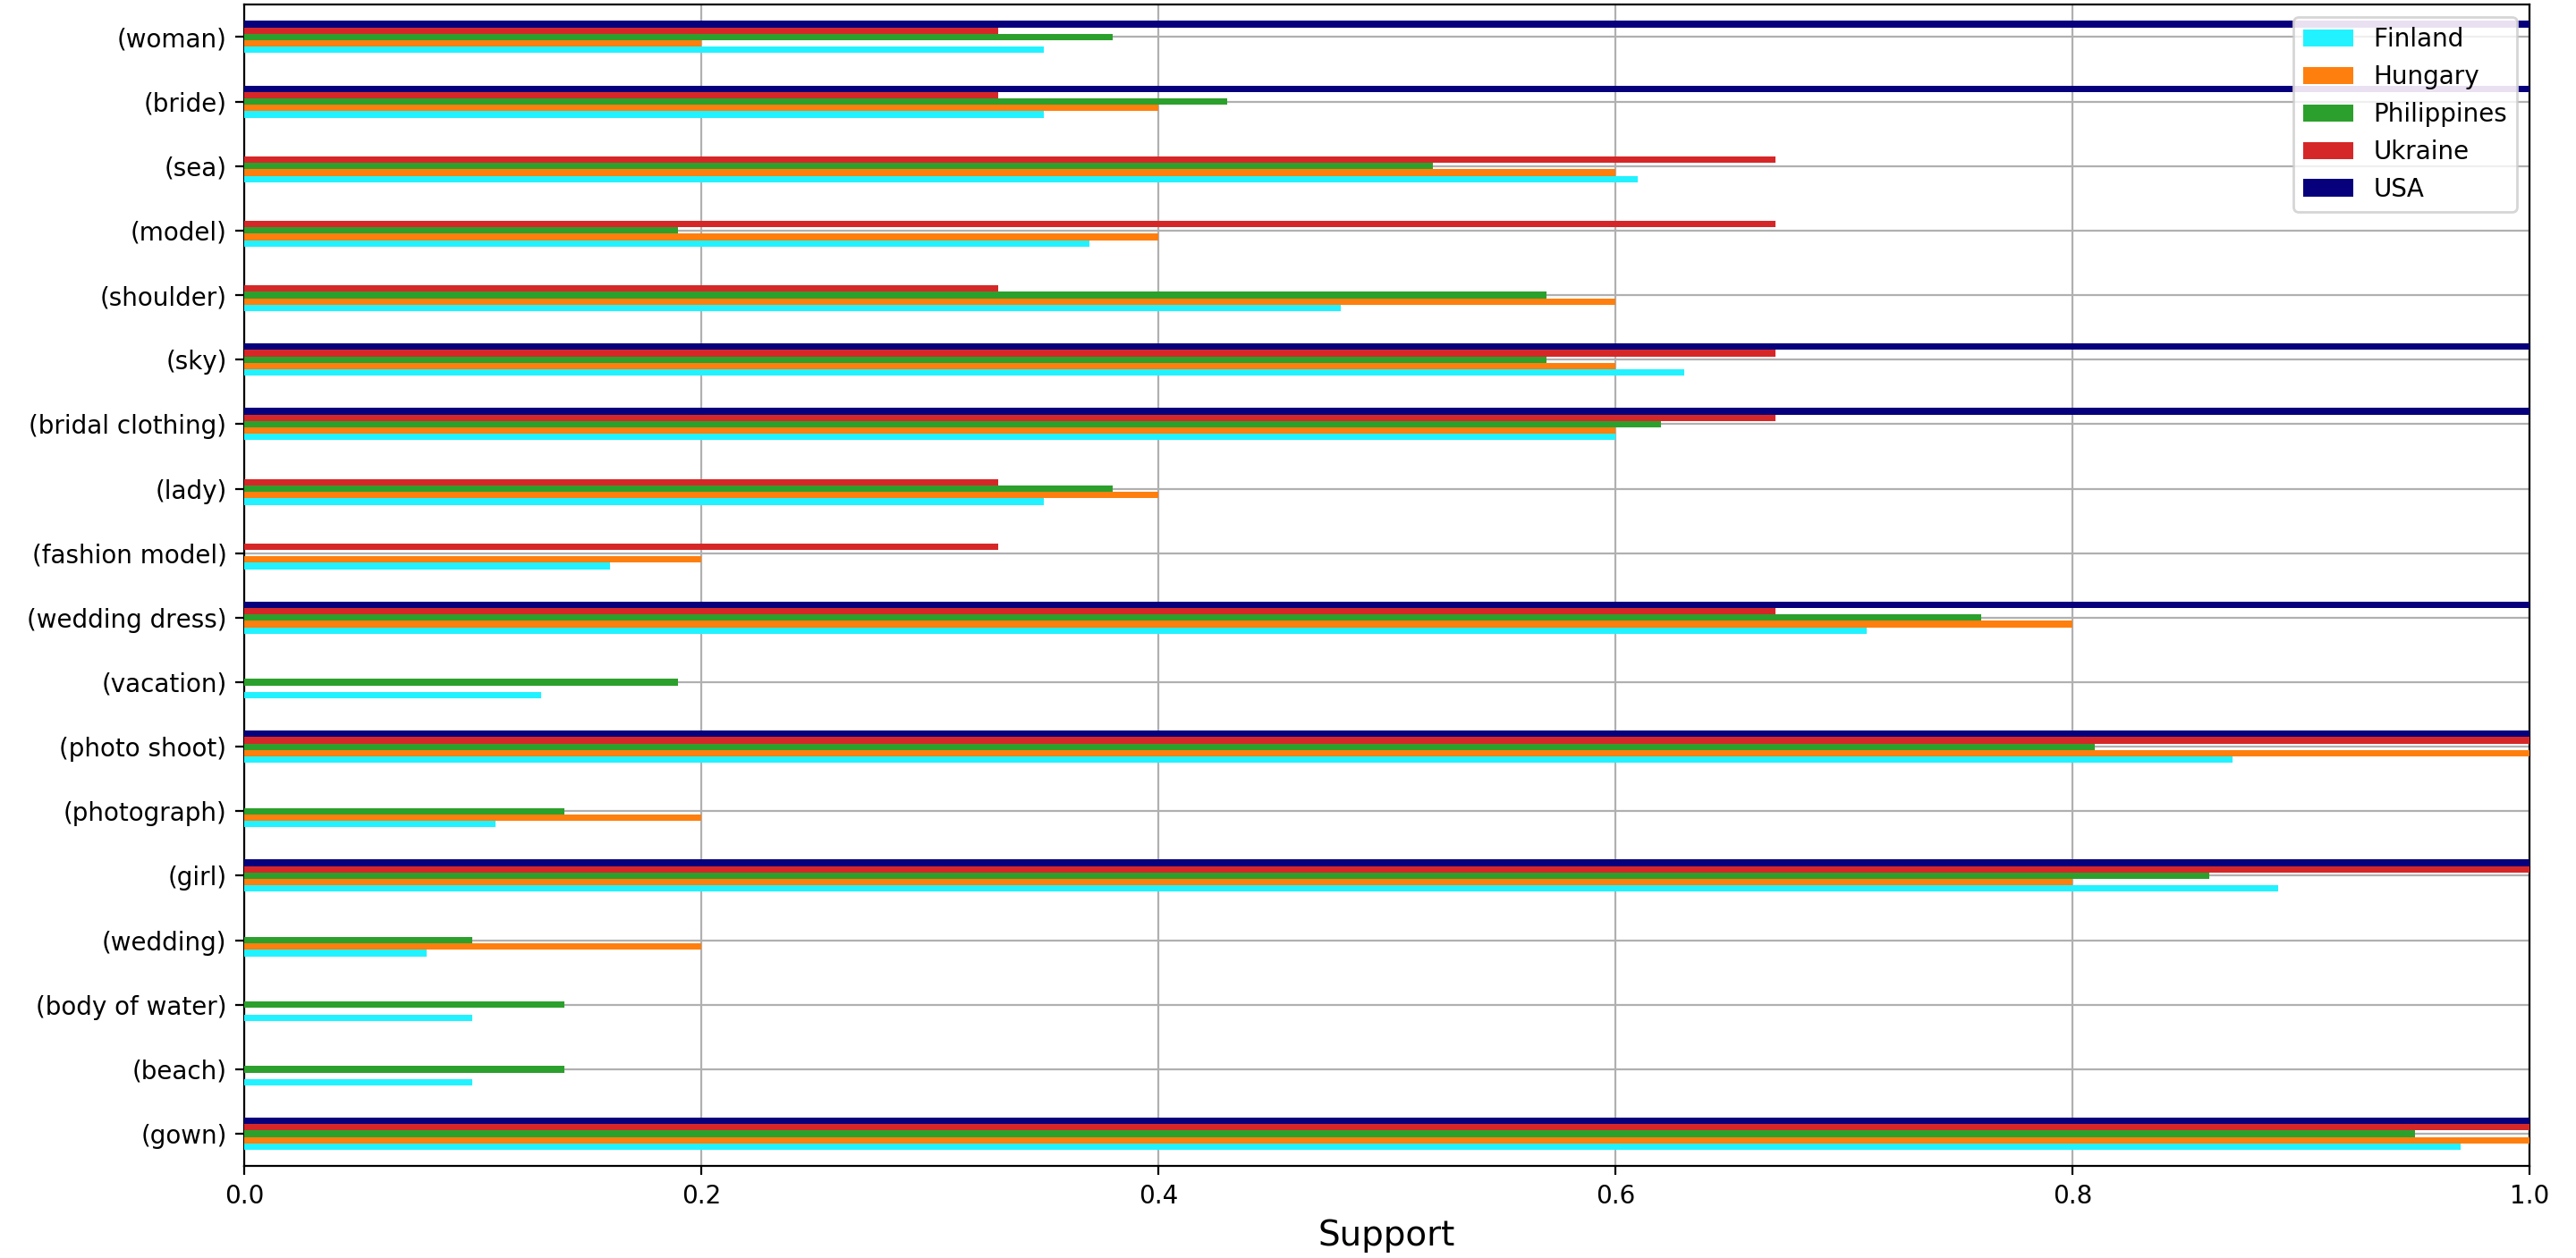 (woman)
(bride)
(sea)
(model)
(shoulder)
(sky)
(bridal clothing)
(lady)
(fashion model)
(wedding dress)
(vacation)
(photo shoot)
(photograph)
(girl)
(wedding)
(body of water)
(beach)
(gown)
Finland
Hungary
Philippines
Ukraine
USA
0.0 0.2 0.4 0.6 0.8 1.0
Support